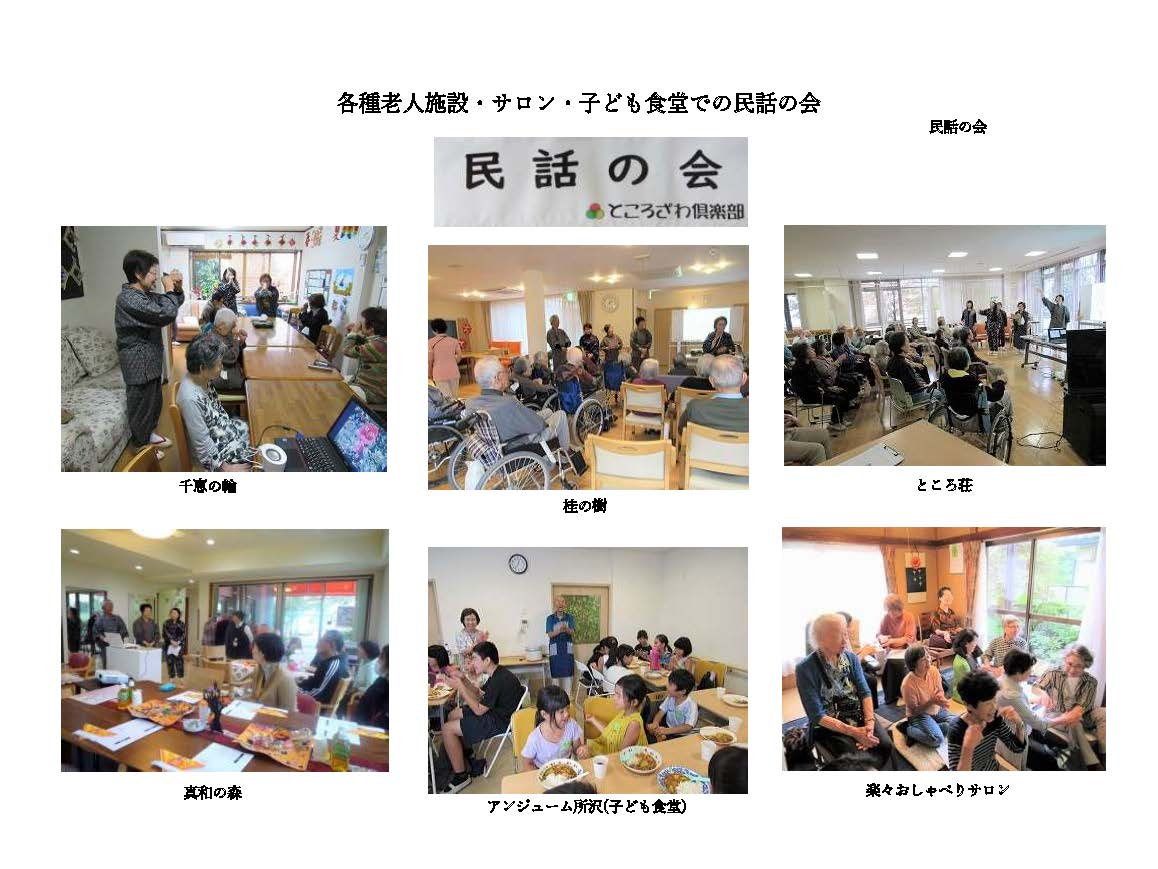 各種老人施設・サロン・子ども食堂での民話の会
民話の会
民話の会
ところざわ倶楽部
千恵の輪
桂の樹
ところ荘
真和の森
アンジューム所沢(子ども食堂)
楽々おしゃべりサロン